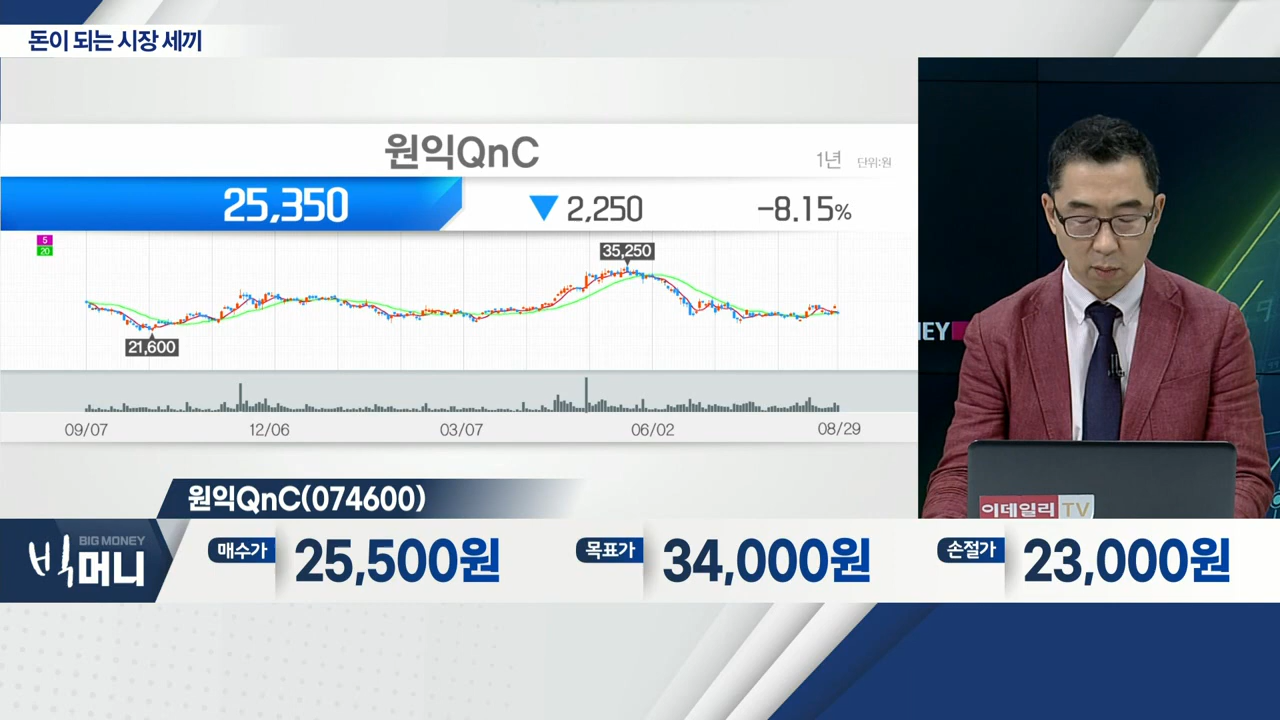 돈이 되는 시장 세끼
원익QnC
1년 단위:원
25,350 ▼ 2,250 -8.15%
5
20
35,250
21,600
09/07 12/06 03/07 06/02 08/29
NEY
이데일리TV
원익QnC(074600)
BIG MONEY
빅머니
매수가 25,500원 목표가 34,000원 손절가 23,000원